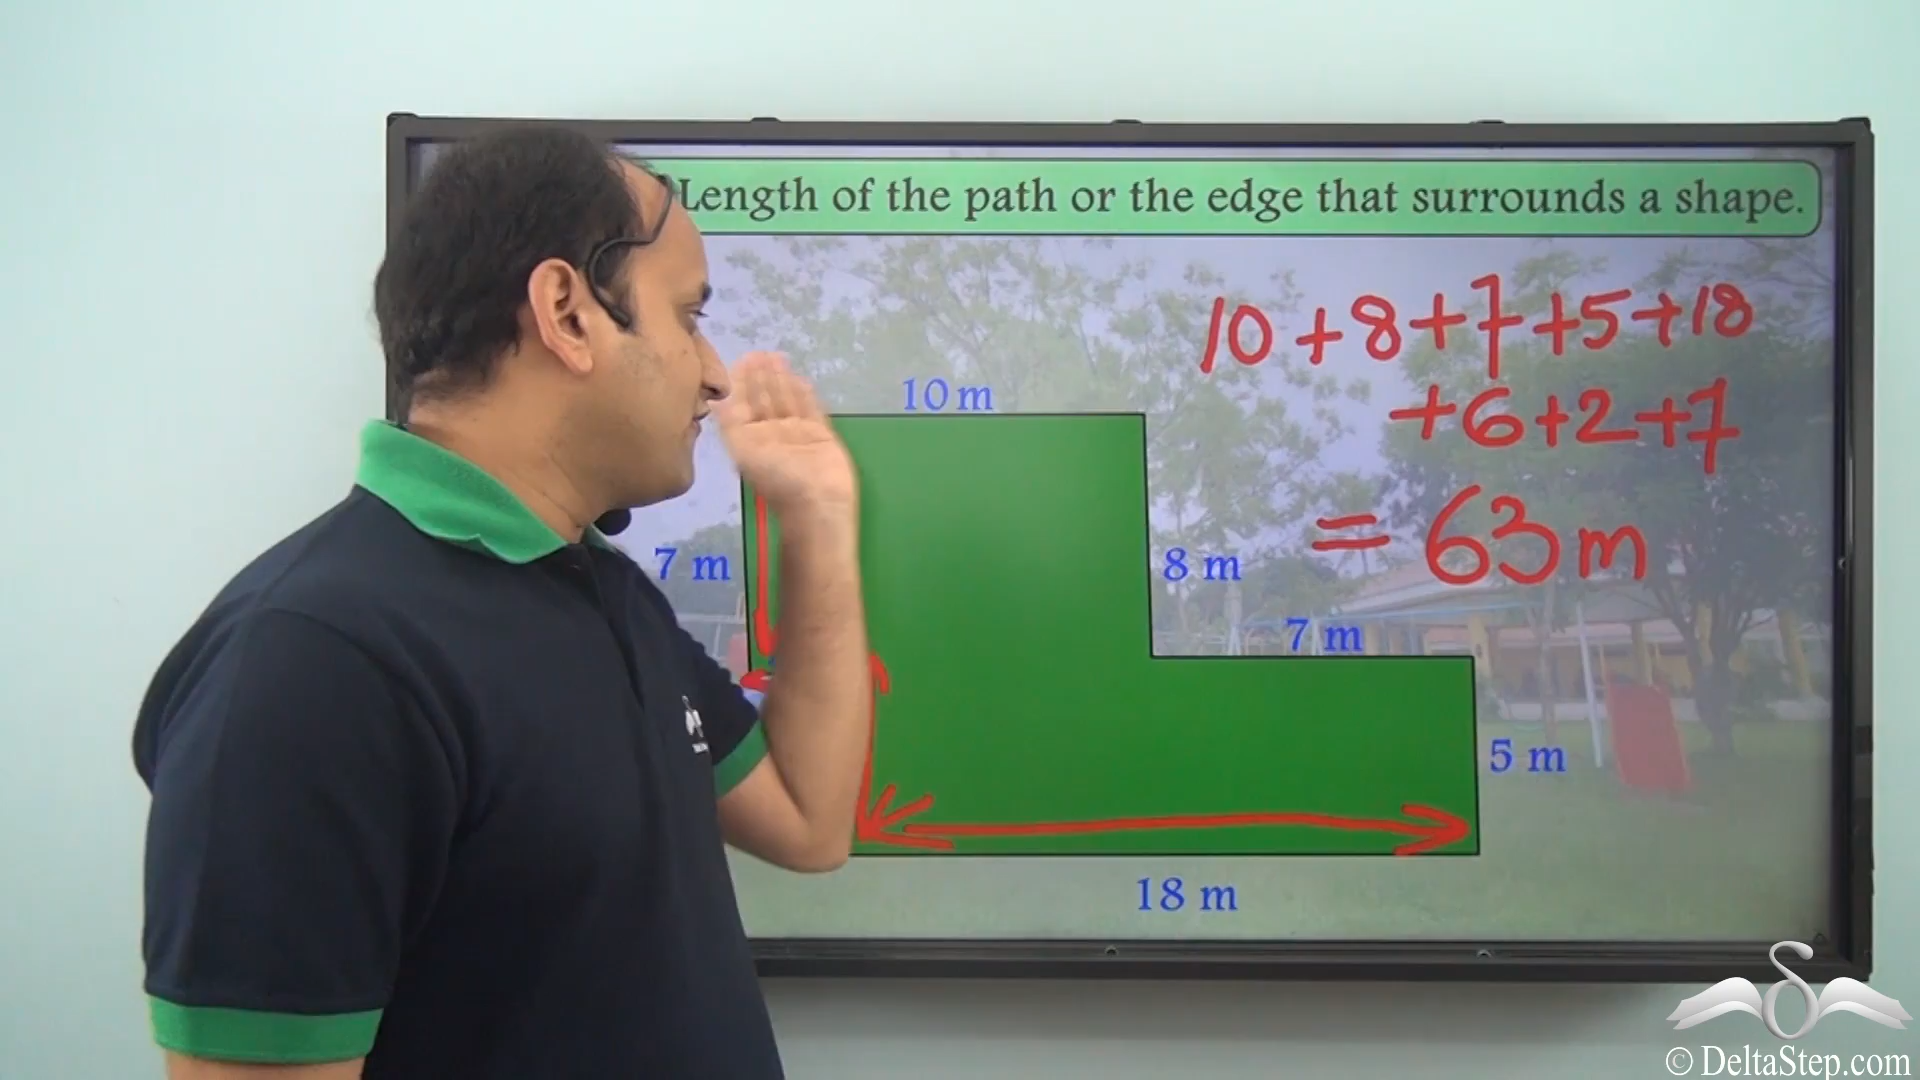 Length of the path or the edge that surrounds a shape.
10+8+7+5+18
+6+2+7
= 63m
10 m
7 m
8 m
7 m
5 m
18 m
© DeltaStep.com